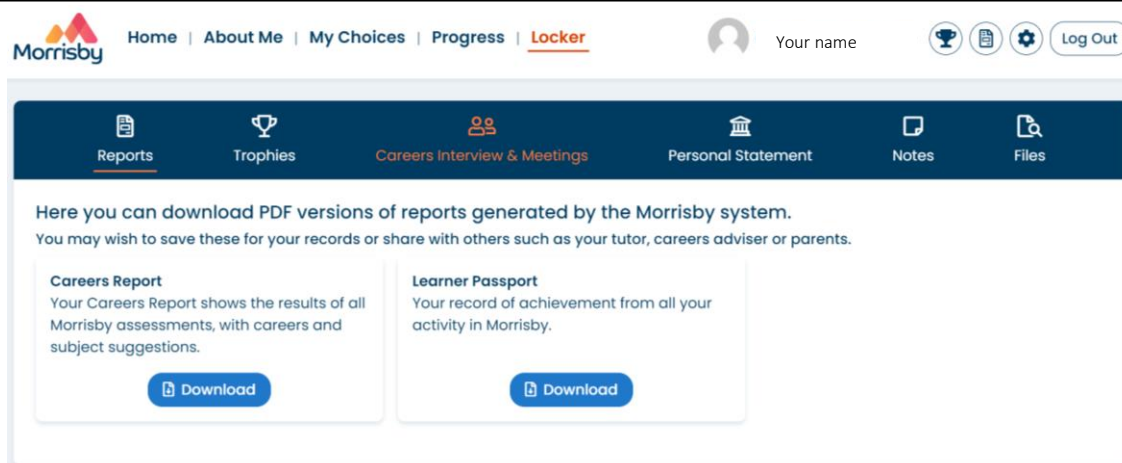 Morrisby
Home | About Me | My Choices | Progress | Locker
Your name
Log Out
Reports
Trophies
Careers Interview & Meetings
Personal Statement
Notes
Files
Here you can download PDF versions of reports generated by the Morrisby system.
You may wish to save these for your records or share with others such as your tutor, careers adviser or parents.
Careers Report
Your Careers Report shows the results of all
Morrisby assessments, with careers and
subject suggestions.
Download
Learner Passport
Your record of achievement from all your
activity in Morrisby.
Download